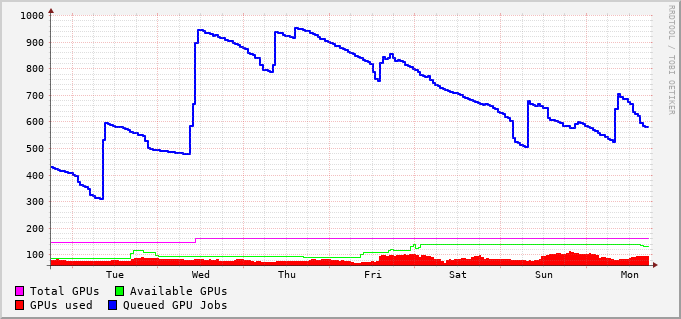 1000
900
800
700
600
500
400
300
200
100
Tue Wed Thu Fri Sat Sun Mon
Total GPUs Available GPUs
GPUs used Queued GPU Jobs
RRDTOOL / TOBI OETIKER